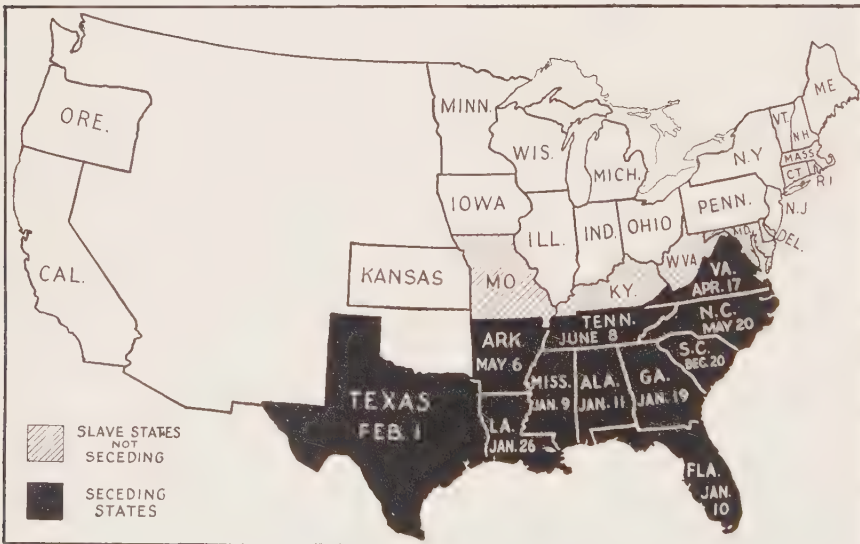 ORE.
CAL.
MINN.
WIS.
MICH.
IOWA
ILL.
IND.
OHIO
PENN.
N.Y
VT.
N.H.
ME
MASS
CT
R I
N.J
DEL.
MD.
KANSAS
MO.
KY.
W.VA
VA.
APR. 17
N.C.
MAY 20
TENN.
JUNE 8
S.C.
DEC. 20
ARK
MAY 6
MISS.
JAN. 9
ALA.
JAN. 11
GA.
JAN. 19
TEXAS
FEB. 1
LA.
JAN. 26
FLA.
JAN.
10
SLAVE STATES
NOT
SECEDING
SECEDING
STATES